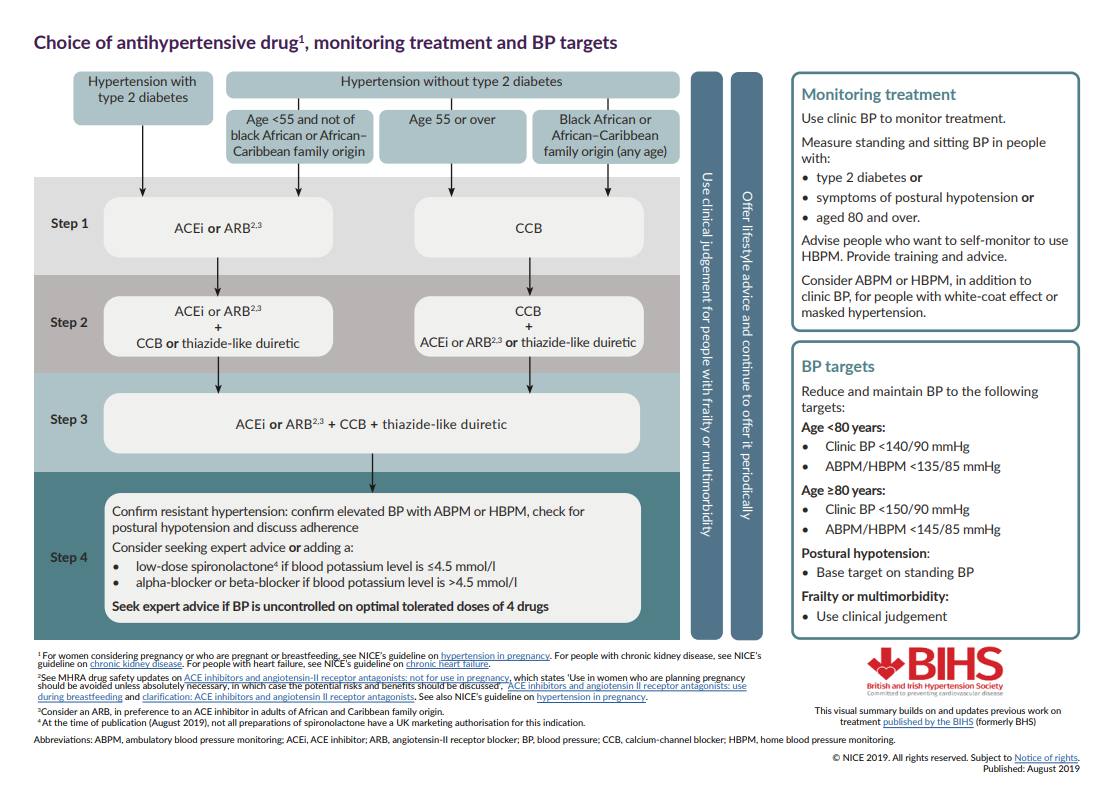 Choice of antihypertensive drug¹, monitoring treatment and BP targets
Hypertension with
type 2 diabetes
Hypertension without type 2 diabetes
Age <55 and not of
black African or African–
Caribbean family origin
Age 55 or over
Black African or
African–Caribbean
family origin (any age)
Step 1
ACEi or ARB²,³
CCB
Step 2
ACEi or ARB²,³
+
CCB or thiazide-like duiretic
CCB
+
ACEi or ARB²,³ or thiazide-like duiretic
Step 3
ACEi or ARB²,³ + CCB + thiazide-like duiretic
Step 4
Confirm resistant hypertension: confirm elevated BP with ABPM or HBPM, check for
postural hypotension and discuss adherence
Consider seeking expert advice or adding a:
• low-dose spironolactone⁴ if blood potassium level is ≤4.5 mmol/l
• alpha-blocker or beta-blocker if blood potassium level is >4.5 mmol/l
Seek expert advice if BP is uncontrolled on optimal tolerated doses of 4 drugs
Use clinical judgement for people with frailty or multimorbidity
Offer lifestyle advice and continue to offer it periodically
Monitoring treatment
Use clinic BP to monitor treatment.
Measure standing and sitting BP in people
with:
• type 2 diabetes or
• symptoms of postural hypotension or
• aged 80 and over.
Advise people who want to self-monitor to use
HBPM. Provide training and advice.
Consider ABPM or HBPM, in addition to
clinic BP, for people with white-coat effect or
masked hypertension.
BP targets
Reduce and maintain BP to the following
targets:
Age <80 years:
• Clinic BP <140/90 mmHg
• ABPM/HBPM <135/85 mmHg
Age ≥80 years:
• Clinic BP <150/90 mmHg
• ABPM/HBPM <145/85 mmHg
Postural hypotension:
• Base target on standing BP
Frailty or multimorbidity:
• Use clinical judgement
¹ For women considering pregnancy or who are pregnant or breastfeeding, see NICE's guideline on hypertension in pregnancy. For people with chronic kidney disease, see NICE's
guideline on chronic kidney disease. For people with heart failure, see NICE's guideline on chronic heart failure.
²See MHRA drug safety updates on ACE inhibitors and angiotensin-II receptor antagonists: not for use in pregnancy, which states 'Use in women who are planning pregnancy
should be avoided unless absolutely necessary, in which case the potential risks and benefits should be discussed', ACE inhibitors and angiotensin II receptor antagonists: use
during breastfeeding and clarification: ACE inhibitors and angiotensin II receptor antagonists. See also NICE's guideline on hypertension in pregnancy.
³Consider an ARB, in preference to an ACE inhibitor in adults of African and Caribbean family origin.
⁴At the time of publication (August 2019), not all preparations of spironolactone have a UK marketing authorisation for this indication.
Abbreviations: ABPM, ambulatory blood pressure monitoring; ACEi, ACE inhibitor; ARB, angiotensin-II receptor blocker; BP, blood pressure; CCB, calcium-channel blocker; HBPM, home blood pressure monitoring.
BIHS
British and Irish Hypertension Society
Committed to preventing cardiovascular disease
This visual summary builds on and updates previous work on
treatment published by the BIHS (formerly BHS)
© NICE 2019. All rights reserved. Subject to Notice of rights.
Published: August 2019